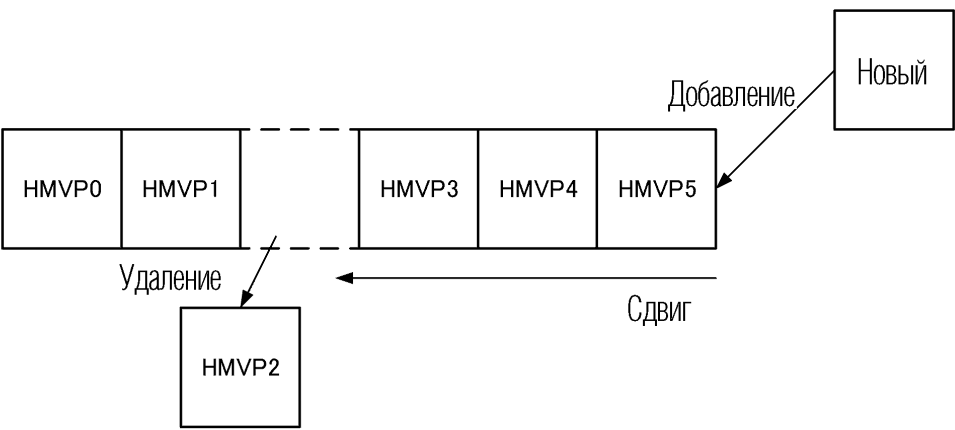 Новый
Добавление
HMVP0
HMVP1
HMVP3
HMVP4
HMVP5
Удаление
Сдвиг
HMVP2